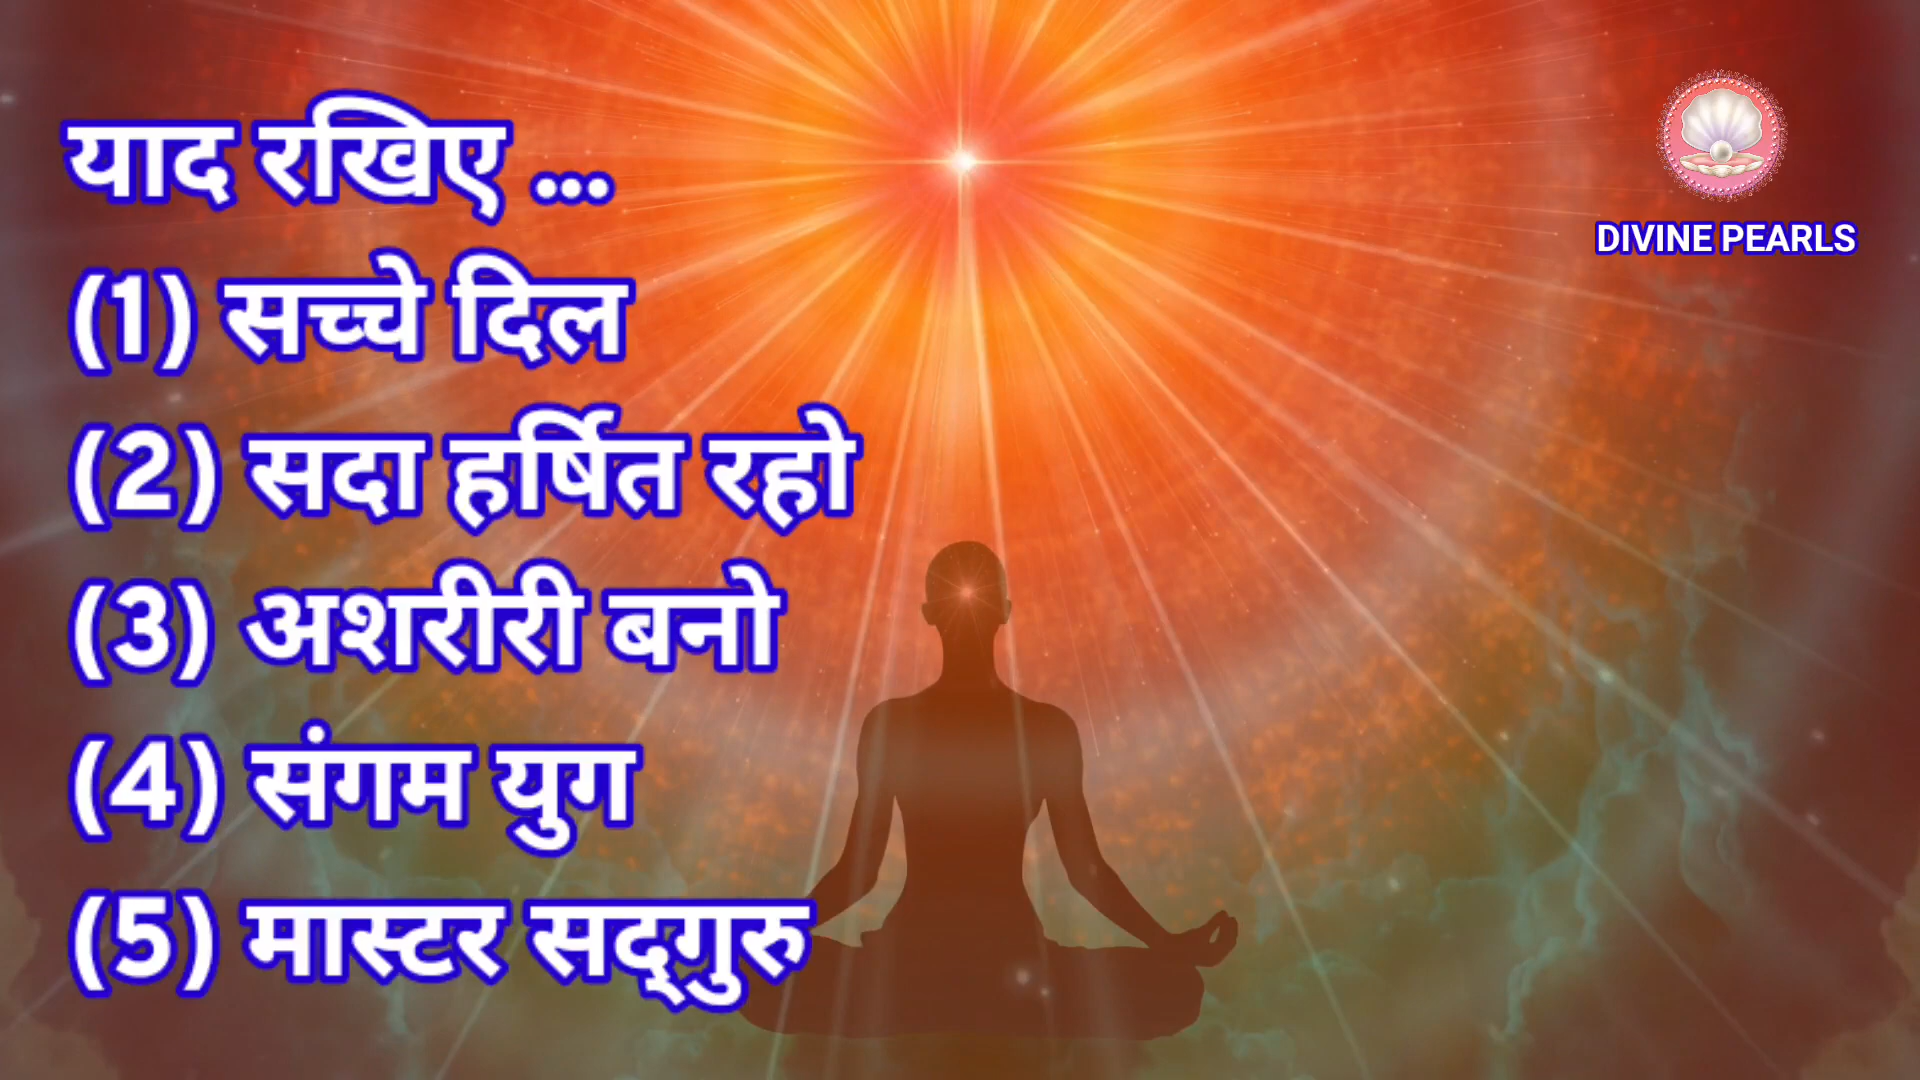 याद रखिए ...
(1) सच्चे दिल
(2) सदा हर्षित रहो
(3) अशरीरी बनो
(4) संगम युग
(5) मास्टर सद्‌गुरु
DIVINE PEARLS